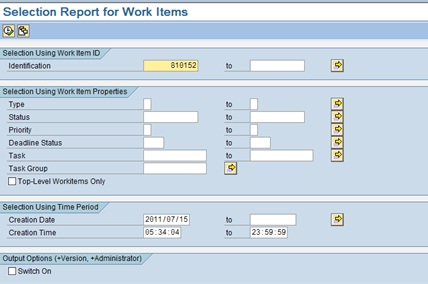 Selection Report for Work Items
Selection Using Work Item ID
Identification 810152 to
Selection Using Work Item Properties
Type to
Status to
Priority to
Deadline Status to
Task to
Task Group
Top-Level Workitems Only
Selection Using Time Period
Creation Date 2011/07/15 to
Creation Time 05:34:04 to 23:59:59
Output Options (+Version, +Administrator)
Switch On